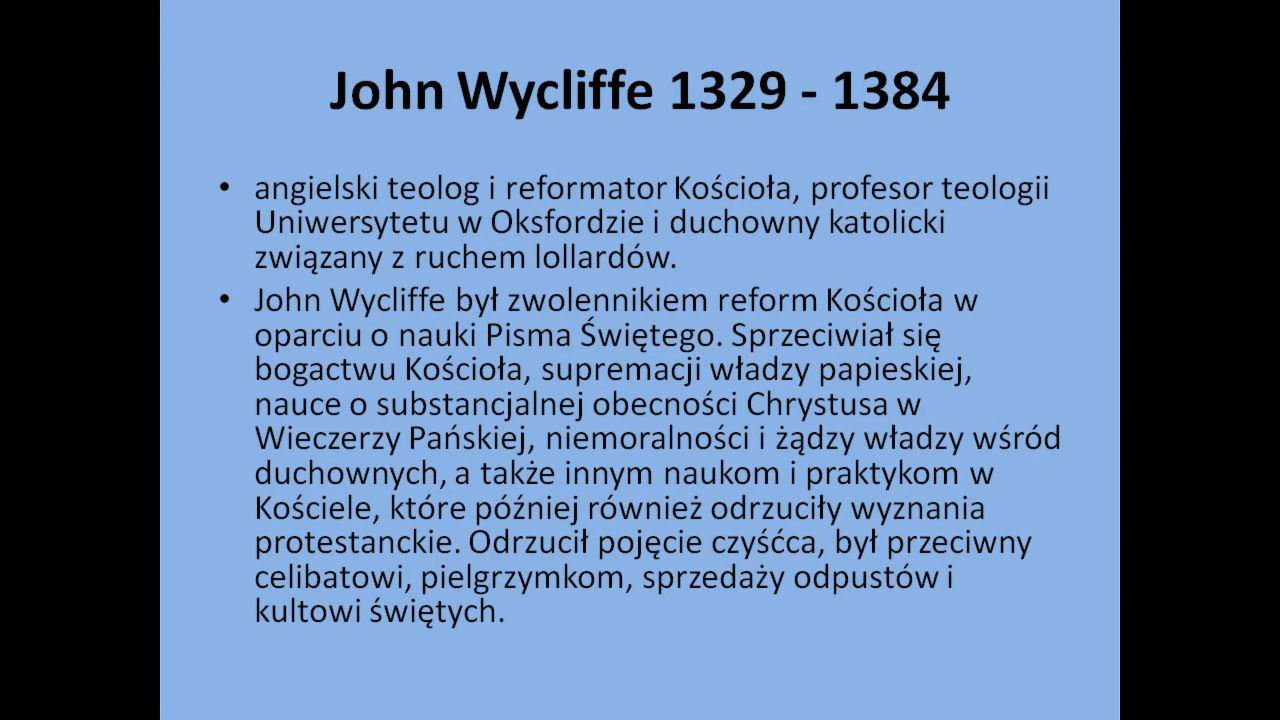 John Wycliffe 1329 - 1384
• angielski teolog i reformator Kościoła, profesor teologii
Uniwersytetu w Oksfordzie i duchowny katolicki
związany z ruchem lollardów.
• John Wycliffe był zwolennikiem reform Kościoła w
oparciu o nauki Pisma Świętego. Sprzeciwiał się
bogactwu Kościoła, supremacji władzy papieskiej,
nauce o substancjalnej obecności Chrystusa w
Wieczerzy Pańskiej, niemoralności i żądzy władzy wśród
duchownych, a także innym naukom i praktykom w
Kościele, które później również odrzuciły wyznania
protestanckie. Odrzucił pojęcie czyśćca, był przeciwny
celibatowi, pielgrzymkom, sprzedaży odpustów i
kultowi świętych.